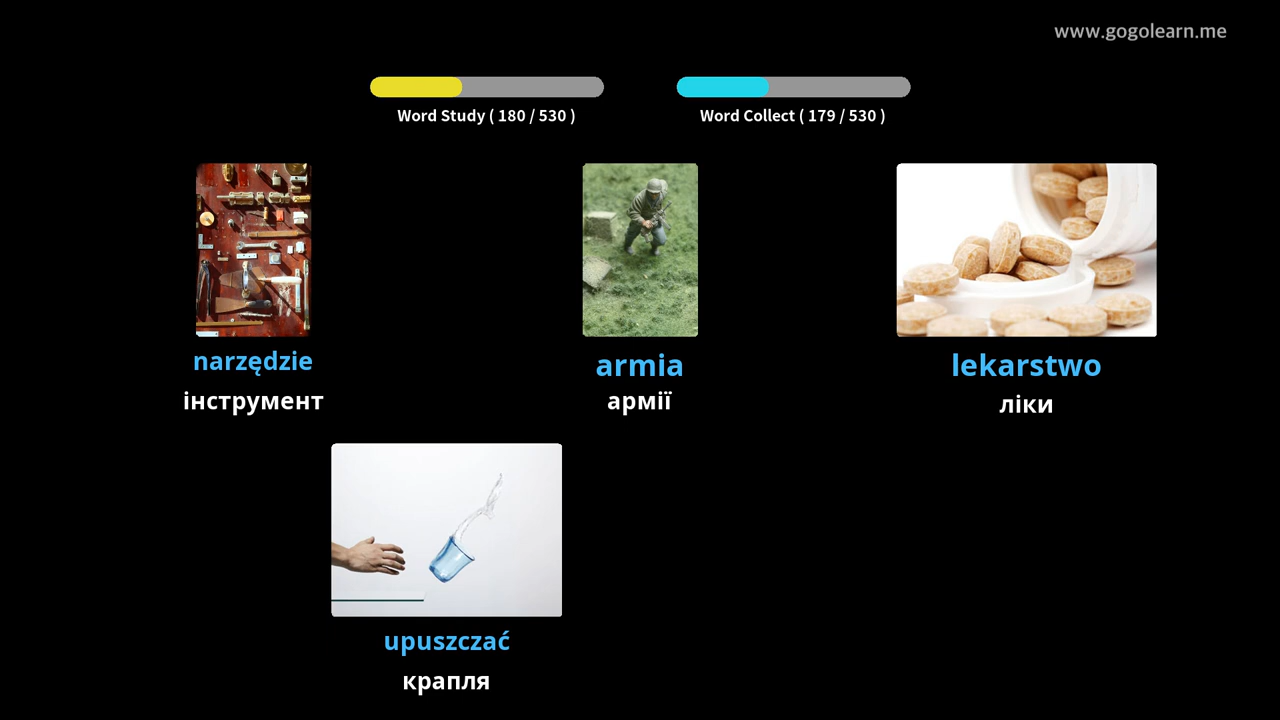 www.gogolearn.me
Word Study ( 180 / 530 )
Word Collect ( 179 / 530 )
narzędzie
інструмент
armia
армії
lekarstwo
ліки
upuszczać
крапля